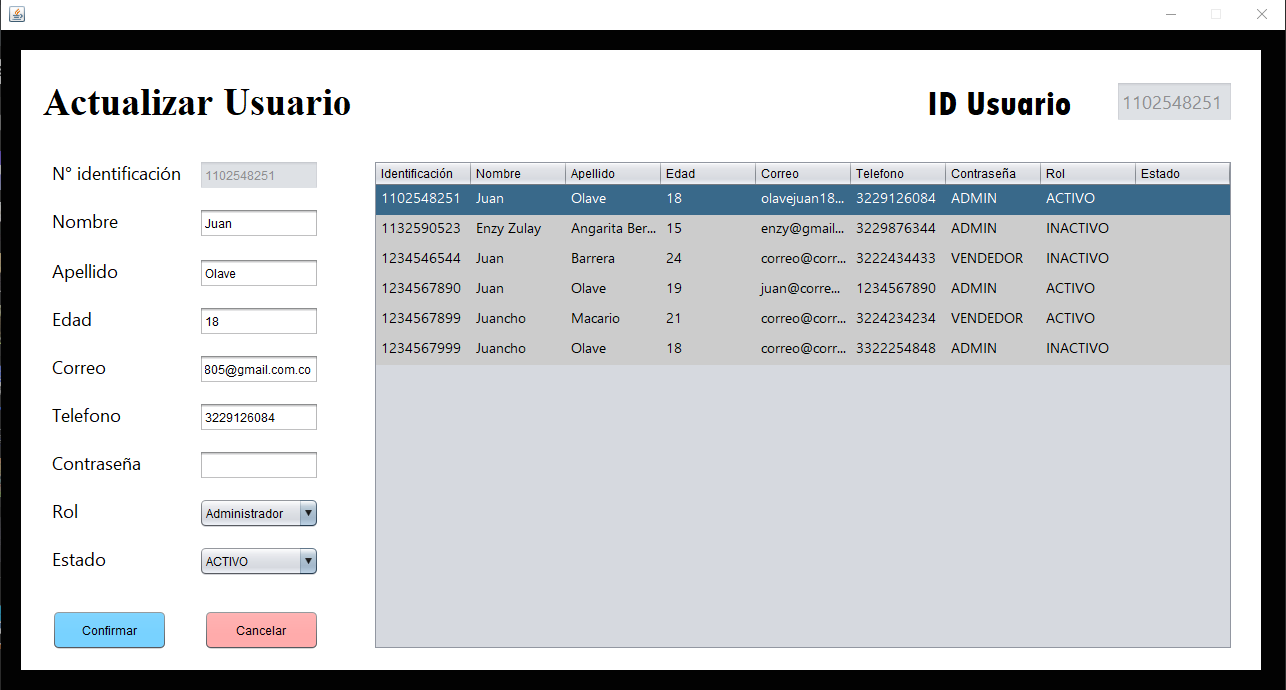 Actualizar Usuario
ID Usuario 1102548251
N° identificación 1102548251
Nombre Juan
Apellido Olave
Edad 18
Correo 805@gmail.com.co
Telefono 3229126084
Contraseña
Rol Administrador
Estado ACTIVO
Confirmar Cancelar
Identificación Nombre Apellido Edad Correo Telefono Contraseña Rol Estado
1102548251 Juan Olave 18 olavejuan18... 3229126084 ADMIN ACTIVO
1132590523 Enzy Zulay Angarita Ber... 15 enzy@gmail... 3229876344 ADMIN INACTIVO
1234546544 Juan Barrera 24 correo@corr... 3222434433 VENDEDOR INACTIVO
1234567890 Juan Olave 19 juan@corre... 1234567890 ADMIN ACTIVO
1234567899 Juancho Macario 21 correo@corr... 3224234234 VENDEDOR ACTIVO
1234567999 Juancho Olave 18 correo@corr... 3322254848 ADMIN INACTIVO